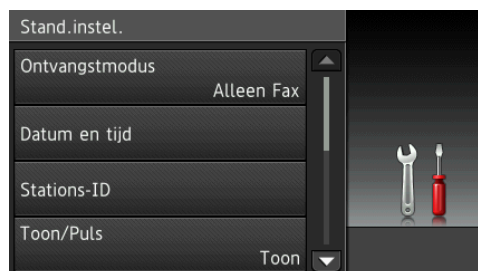 Stand.instel.
Ontvangstmodus
Alleen Fax
Datum en tijd
Stations-ID
Toon/Puls
Toon